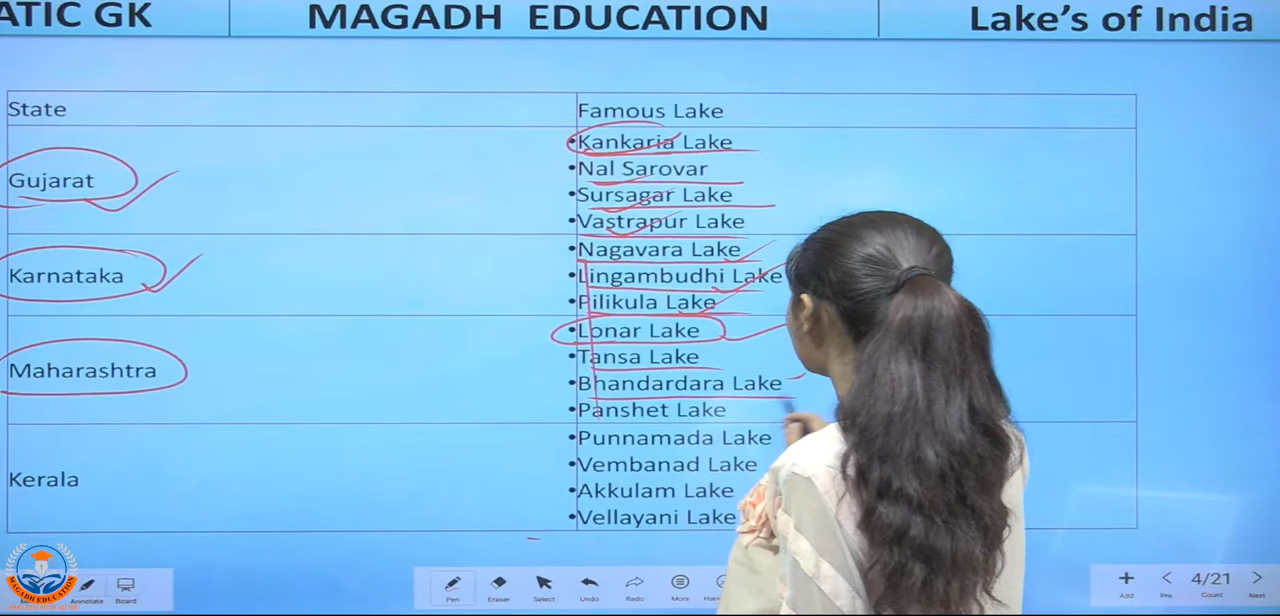 ATIC GK
MAGADH EDUCATION
Lake's of India
State
Famous Lake
Gujarat
•Kankaria Lake
•Nal Sarovar
•Sursagar Lake
•Vastrapur Lake
Karnataka
•Nagavara Lake
•Lingambudhi Lake
•Pilikula Lake
Maharashtra
•Lonar Lake
•Tansa Lake
•Bhandardara Lake
•Panshet Lake
Kerala
•Punnamada Lake
•Vembanad Lake
•Akkulam Lake
•Vellayani Lake
MAGADH EDUCATION
Annotate
Board
Pen
Eraser
Select
Undo
Redo
More
Add
Pre.
4/21
Count
Next